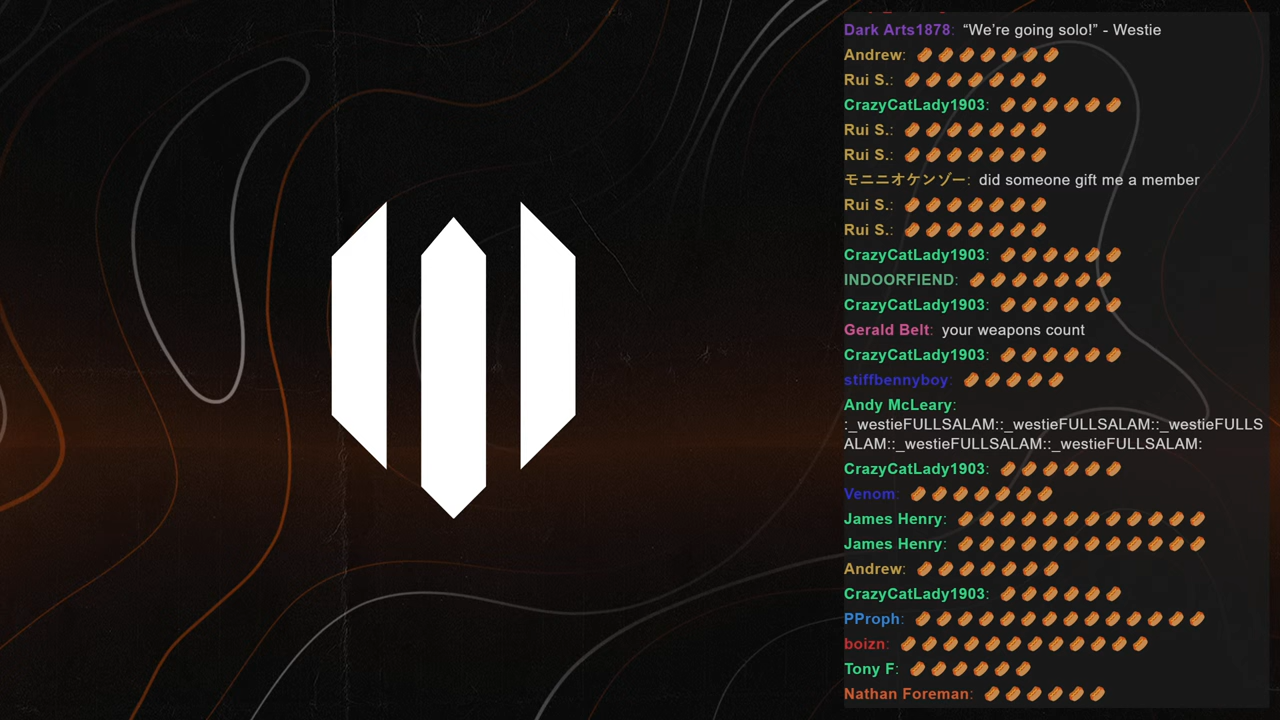 Dark Arts1878: “We’re going solo!” - Westie
Andrew: 🥜🥜🥜🥜🥜🥜🥜
Rui S.: 🥜🥜🥜🥜🥜🥜🥜
CrazyCatLady1903: 🥜🥜🥜🥜🥜🥜
Rui S.: 🥜🥜🥜🥜🥜🥜🥜
Rui S.: 🥜🥜🥜🥜🥜🥜🥜
モニニオケンゾー: did someone gift me a member
Rui S.: 🥜🥜🥜🥜🥜🥜🥜
Rui S.: 🥜🥜🥜🥜🥜🥜🥜
CrazyCatLady1903: 🥜🥜🥜🥜🥜🥜
INDOORFIEND: 🥜🥜🥜🥜🥜🥜🥜
CrazyCatLady1903: 🥜🥜🥜🥜🥜🥜
Gerald Belt: your weapons count
CrazyCatLady1903: 🥜🥜🥜🥜🥜🥜
stiffbennyboy: 🥜🥜🥜🥜🥜
Andy McLeary:
:_westieFULLSALAM::_westieFULLSALAM::_westieFULLS
ALAM::_westieFULLSALAM::_westieFULLSALAM:
CrazyCatLady1903: 🥜🥜🥜🥜🥜🥜
Venom: 🥜🥜🥜🥜🥜🥜🥜
James Henry: 🥜🥜🥜🥜🥜🥜🥜🥜🥜🥜🥜🥜
James Henry: 🥜🥜🥜🥜🥜🥜🥜🥜🥜🥜🥜🥜
Andrew: 🥜🥜🥜🥜🥜🥜🥜
CrazyCatLady1903: 🥜🥜🥜🥜🥜🥜
PProph: 🥜🥜🥜🥜🥜🥜🥜🥜🥜🥜🥜🥜🥜🥜
boizn: 🥜🥜🥜🥜🥜🥜🥜🥜🥜🥜🥜🥜
Tony F: 🥜🥜🥜🥜🥜🥜
Nathan Foreman: 🥜🥜🥜🥜🥜🥜